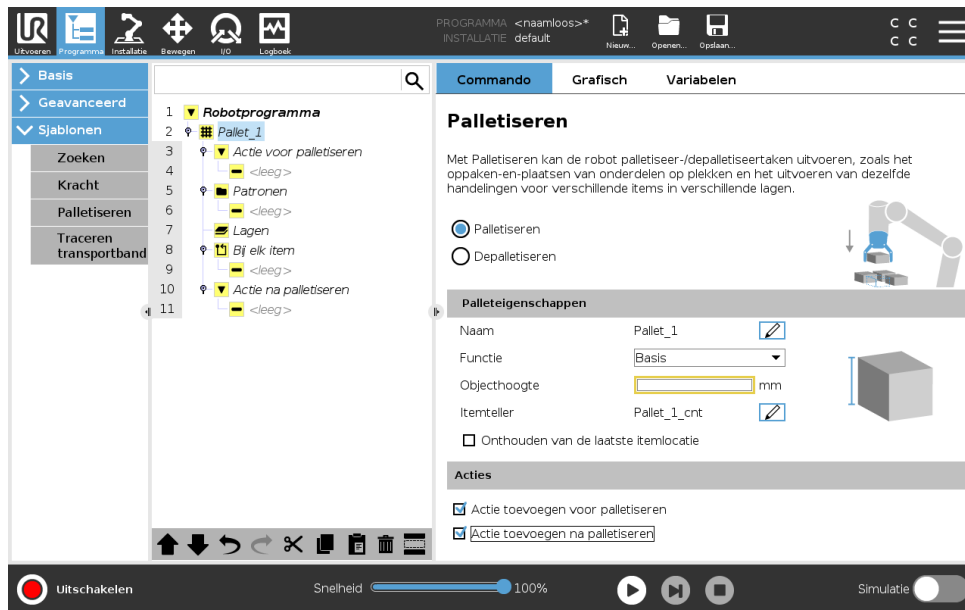 UR
PROGRAMMA <naamloos>*
INSTALLATIE default
Uitvoeren Programma Installatie Bewegen I/O Logboek
Nieuw... Openen... Opslaan...
C C
C C
Basis
Geavanceerd
Sjablonen
Zoeken
Kracht
Palletiseren
Traceren
transportband
1 Robotprogramma
2 Pallet_1
3 Actie voor palletiseren
4 <leeg>
5 Patronen
6 <leeg>
7 Lagen
8 Bij elk item
9 <leeg>
10 Actie na palletiseren
11 <leeg>
Commando Grafisch Variabelen
Palletiseren
Met Palletiseren kan de robot palletiseer-/depalletiseertaken uitvoeren, zoals het
oppaken-en-plaatsen van onderdelen op plekken en het uitvoeren van dezelfde
handelingen voor verschillende items in verschillende lagen.
Palletiseren
Depalletiseren
Palleteigenschappen
Naam Pallet_1
Functie Basis
Objecthoogte mm
Itemteller Pallet_1_cnt
Onthouden van de laatste itemlocatie
Acties
Actie toevoegen voor palletiseren
Actie toevoegen na palletiseren
Uitschakelen
Snelheid 100%
Simulatie